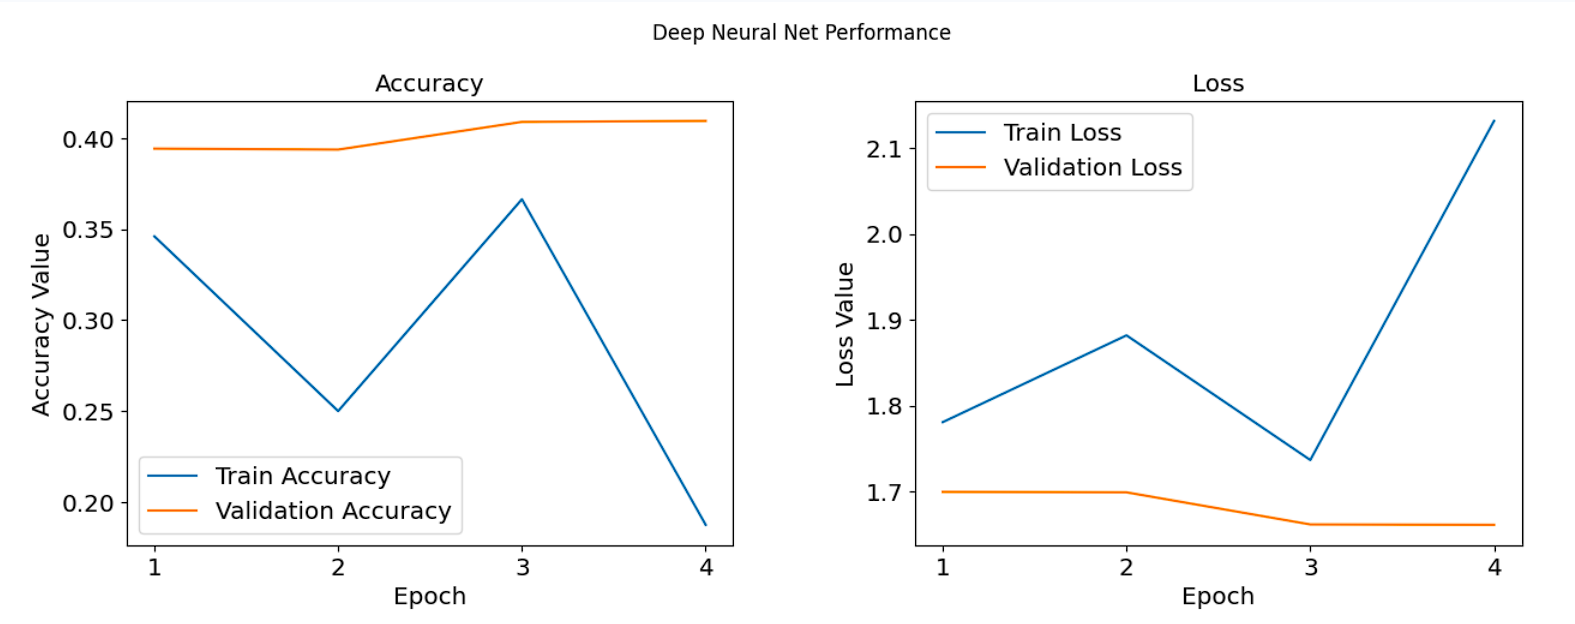 Deep Neural Net Performance
Accuracy
0.40
0.35
0.30
0.25
0.20
Accuracy Value
Train Accuracy
Validation Accuracy
1 2 3 4
Epoch
Loss
Train Loss
Validation Loss
2.1
2.0
1.9
1.8
1.7
Loss Value
1 2 3 4
Epoch